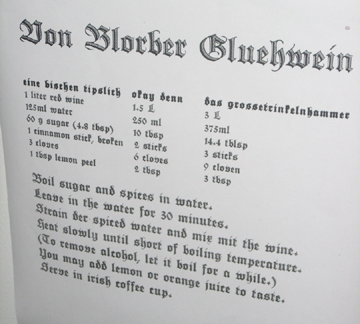 Von Blorber Gluehwein
eine bischen tipslich okay denn das grossetrinkelnhammer
1 liter red wine 1.5 L 3 L
125ml water 250 ml 375ml
60 g sugar (4.8 tbsp) 10 tbsp 14.4 tblsp
1 cinnamon stick, broken 2 sticks 3 sticks
3 cloves 6 cloves 9 cloves
1 tbsp lemon peel 2 tbsp 3 tbsp
Boil sugar and spices in water.
Leave in the water for 30 minutes.
Strain der spiced water und mie mit the wine.
Heat slowly until short of boiling temperature.
(To remove alcohol, let it boil for a while.)
You may add lemon or orange juice to taste.
Serve in irish coffee cup.